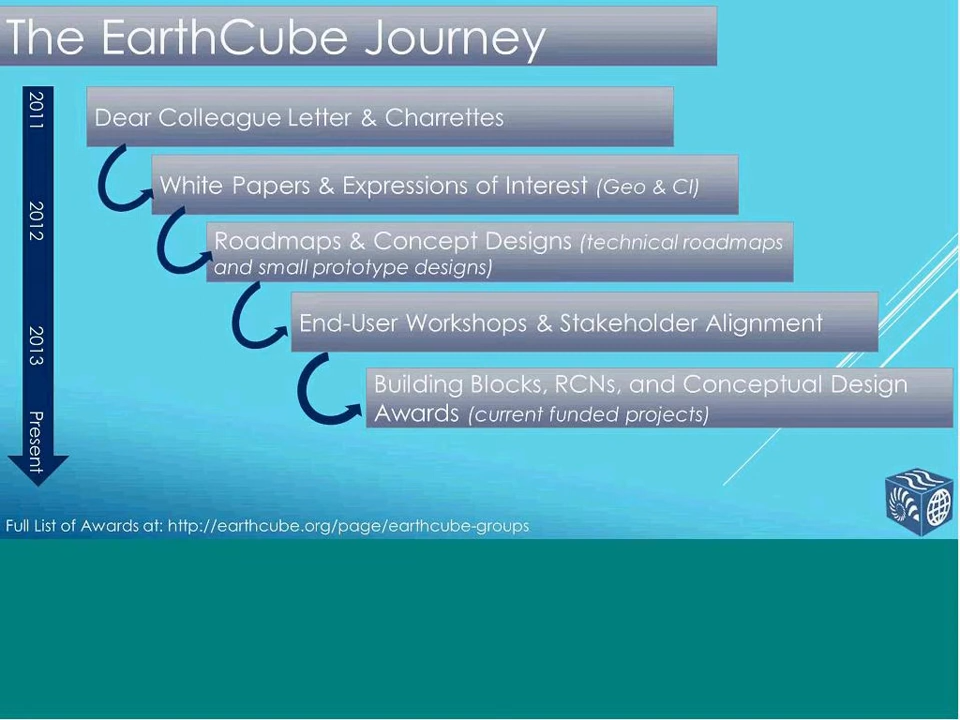 The EarthCube Journey
2011
2012
2013
Present
Dear Colleague Letter & Charrettes
White Papers & Expressions of Interest (Geo & CI)
Roadmaps & Concept Designs (technical roadmaps
and small prototype designs)
End-User Workshops & Stakeholder Alignment
Building Blocks, RCNs, and Conceptual Design
Awards (current funded projects)
Full List of Awards at: http://earthcube.org/page/earthcube-groups